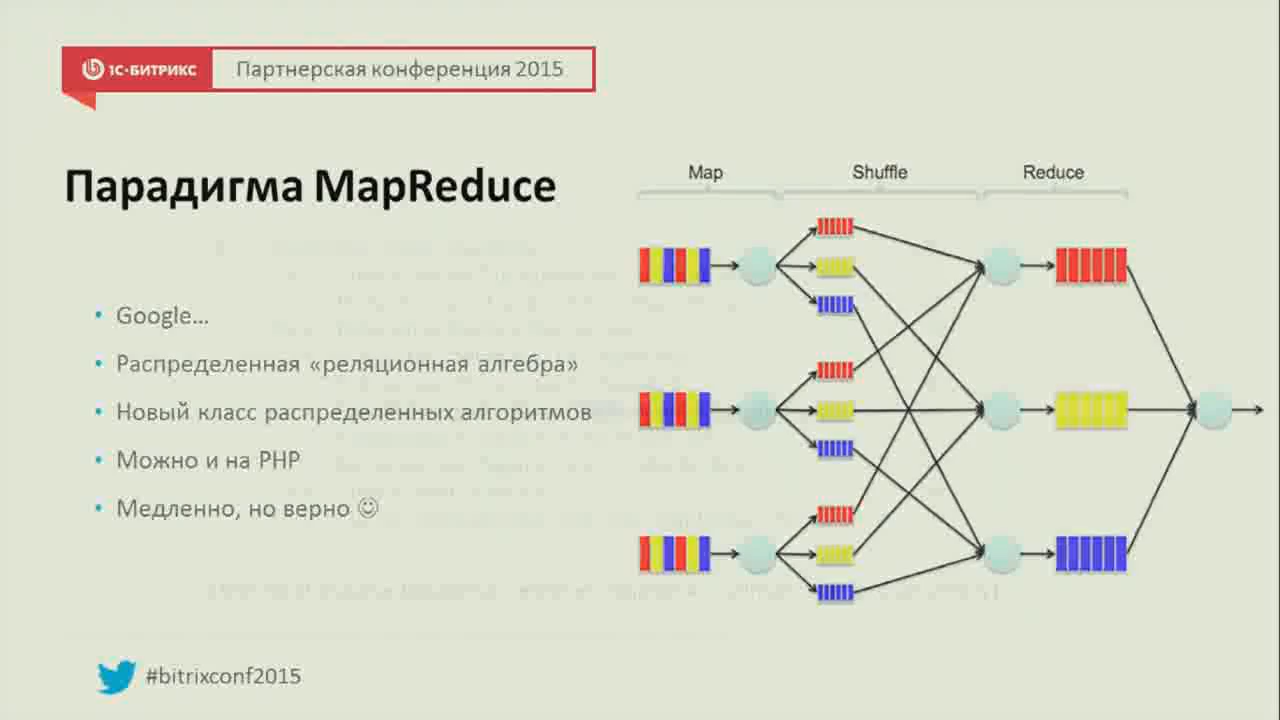 1С-БИТРИКС Партнерская конференция 2015
Парадигма MapReduce
Map Shuffle Reduce
Google...
Распределенная «реляционная алгебра»
Новый класс распределенных алгоритмов
Можно и на PHP
Медленно, но верно ☺
#bitrixconf2015